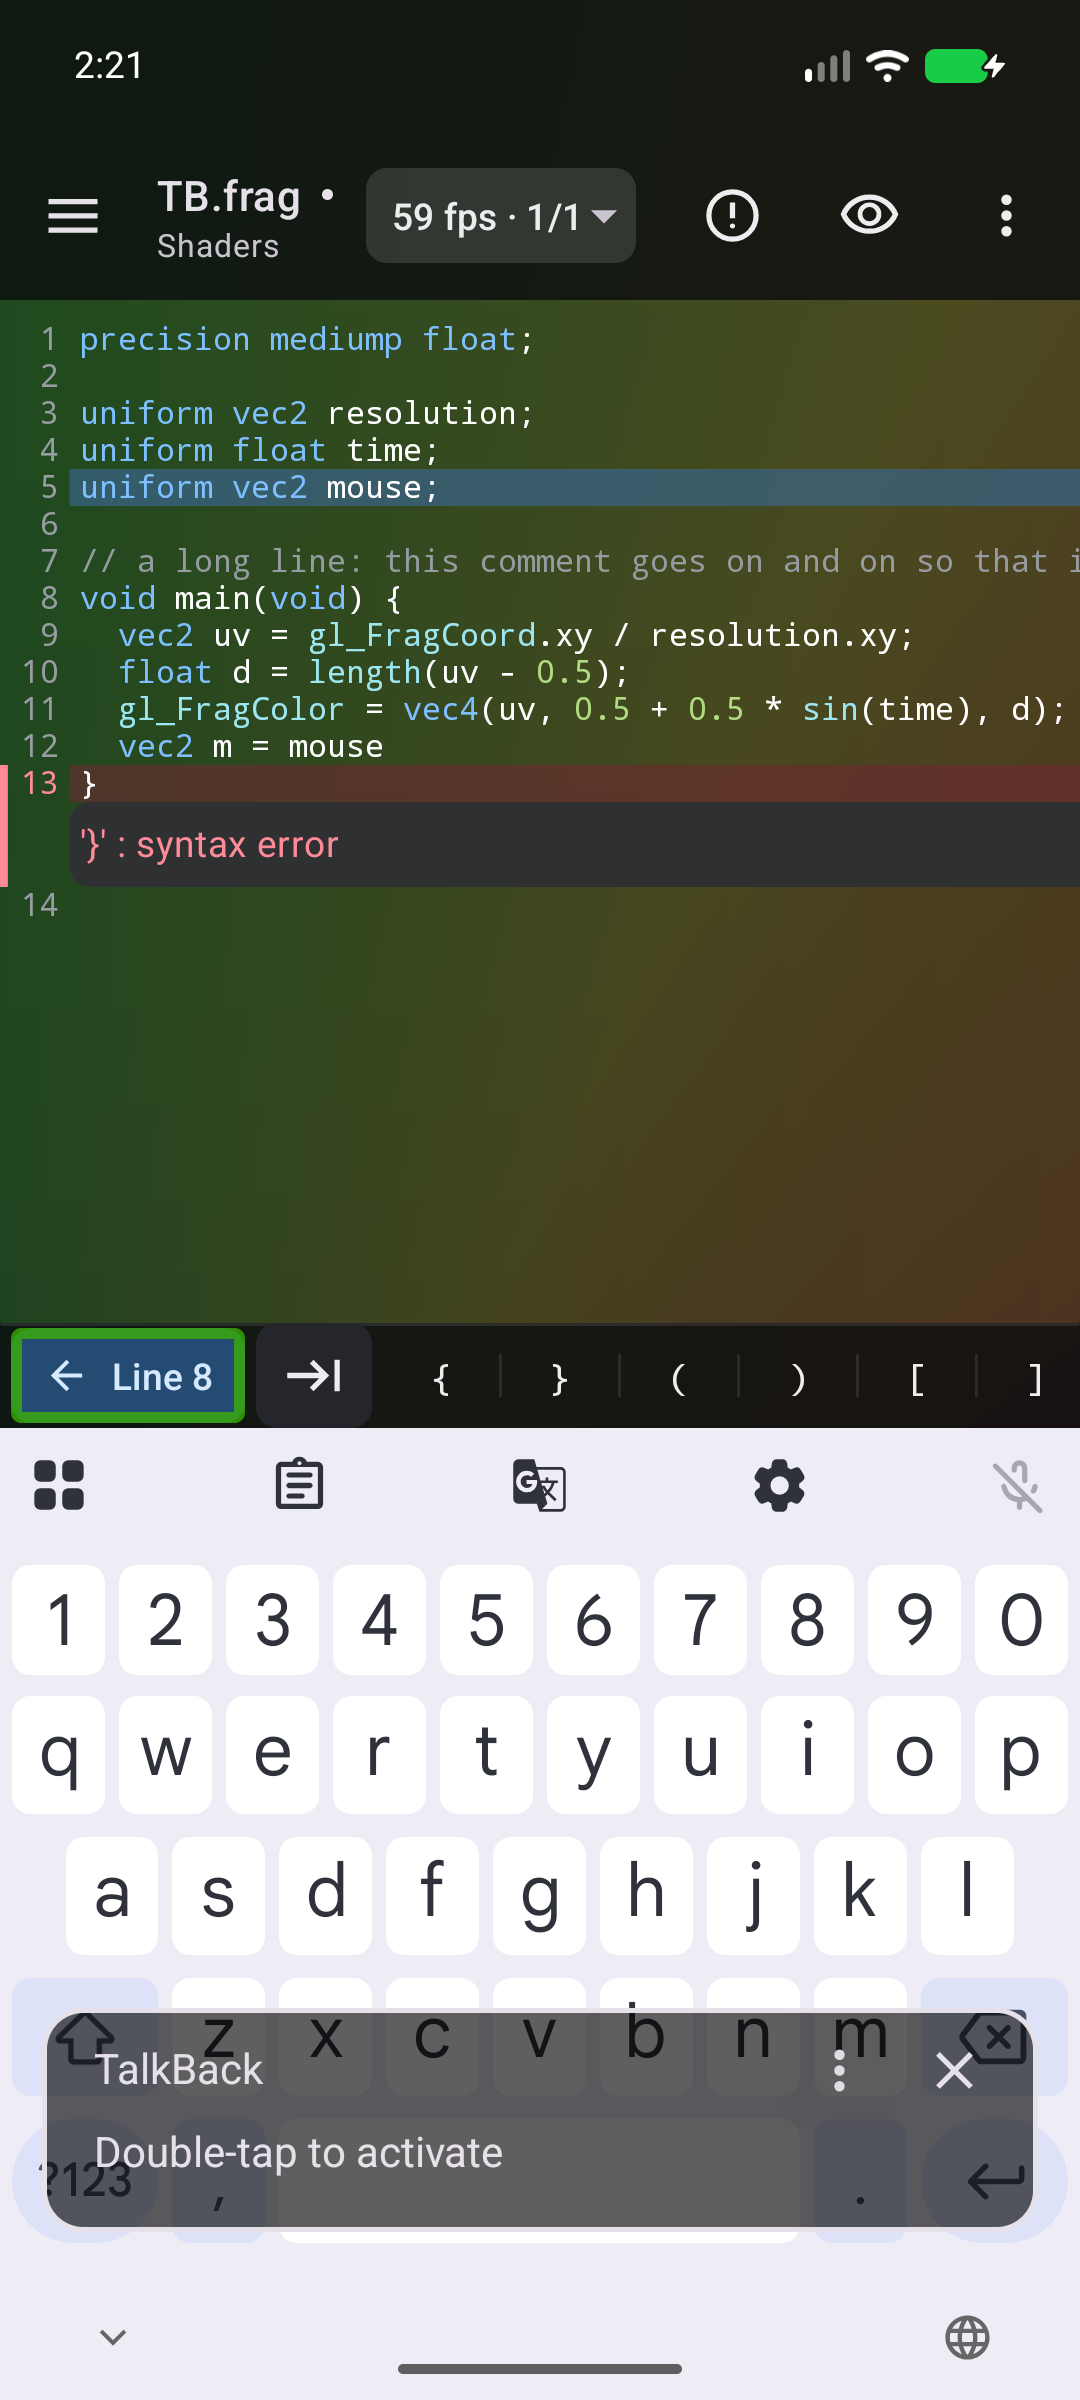 2:21
TB.frag •
59 fps · 1/1
Shaders
1 precision mediump float;
2
3 uniform vec2 resolution;
4 uniform float time;
5 uniform vec2 mouse;
6
7 // a long line: this comment goes on and on so that i
8 void main(void) {
9   vec2 uv = gl_FragCoord.xy / resolution.xy;
10   float d = length(uv - 0.5);
11   gl_FragColor = vec4(uv, 0.5 + 0.5 * sin(time), d);
12   vec2 m = mouse
13 }
'}' : syntax error
14
← Line 8 { } ( ) [ ]
1 2 3 4 5 6 7 8 9 0
q w e r t y u i o p
a s d f g h j k l
z x c v b n m
TalkBack
Double-tap to activate
?123 , .